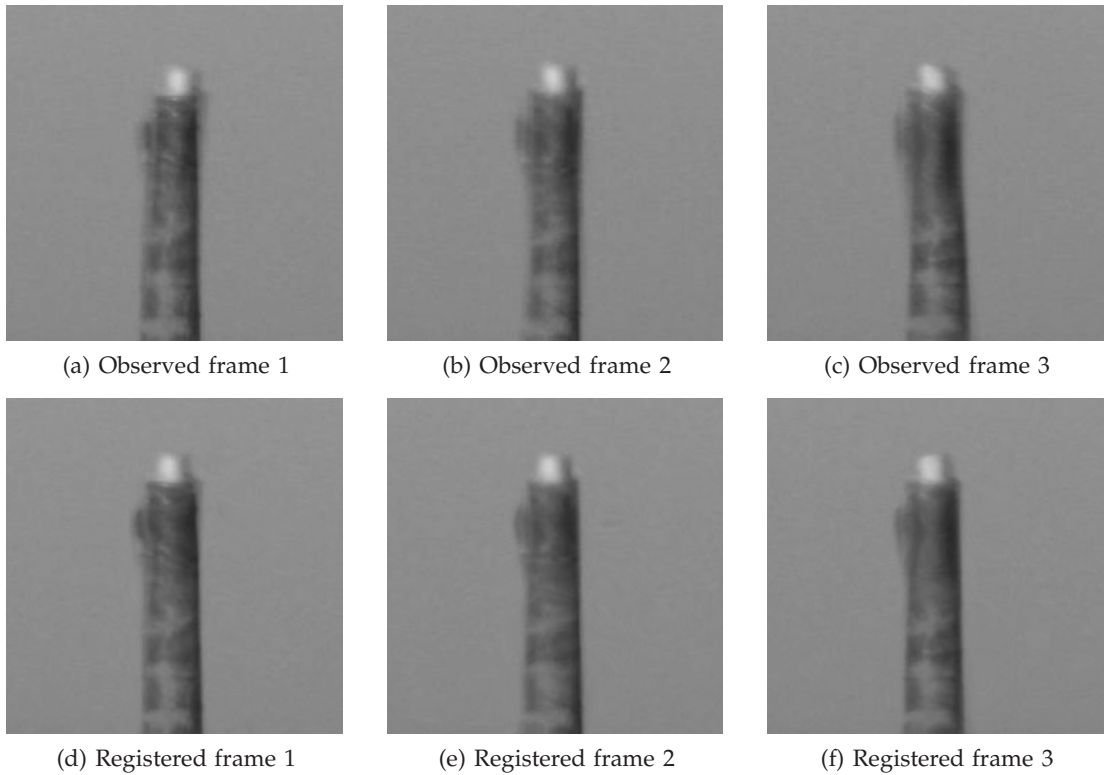 (a) Observed frame 1
(b) Observed frame 2
(c) Observed frame 3
(d) Registered frame 1
(e) Registered frame 2
(f) Registered frame 3